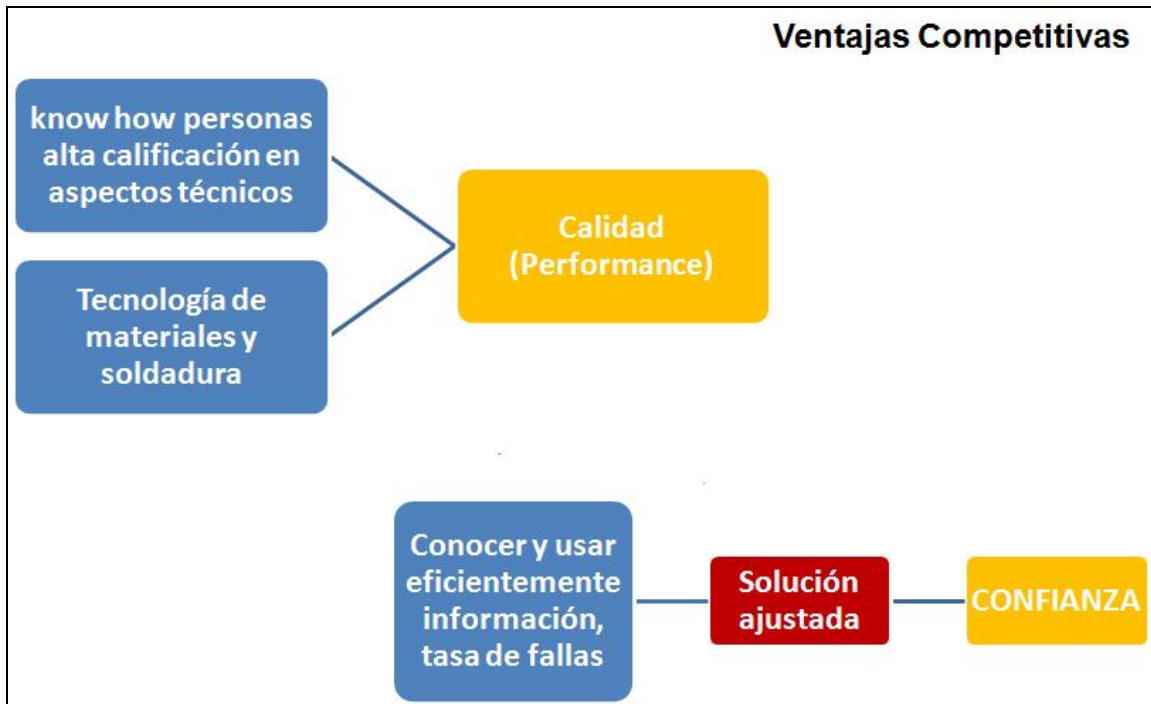 Ventajas Competitivas
know how personas
alta calificación en
aspectos técnicos
Calidad
(Performance)
Tecnología de
materiales y
soldadura
Conocer y usar
eficientemente
información,
tasa de fallas
Solución
ajustada
CONFIANZA